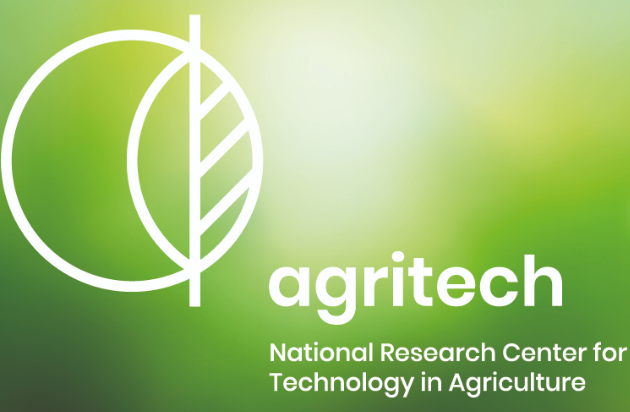 agritech
National Research Center for
Technology in Agriculture